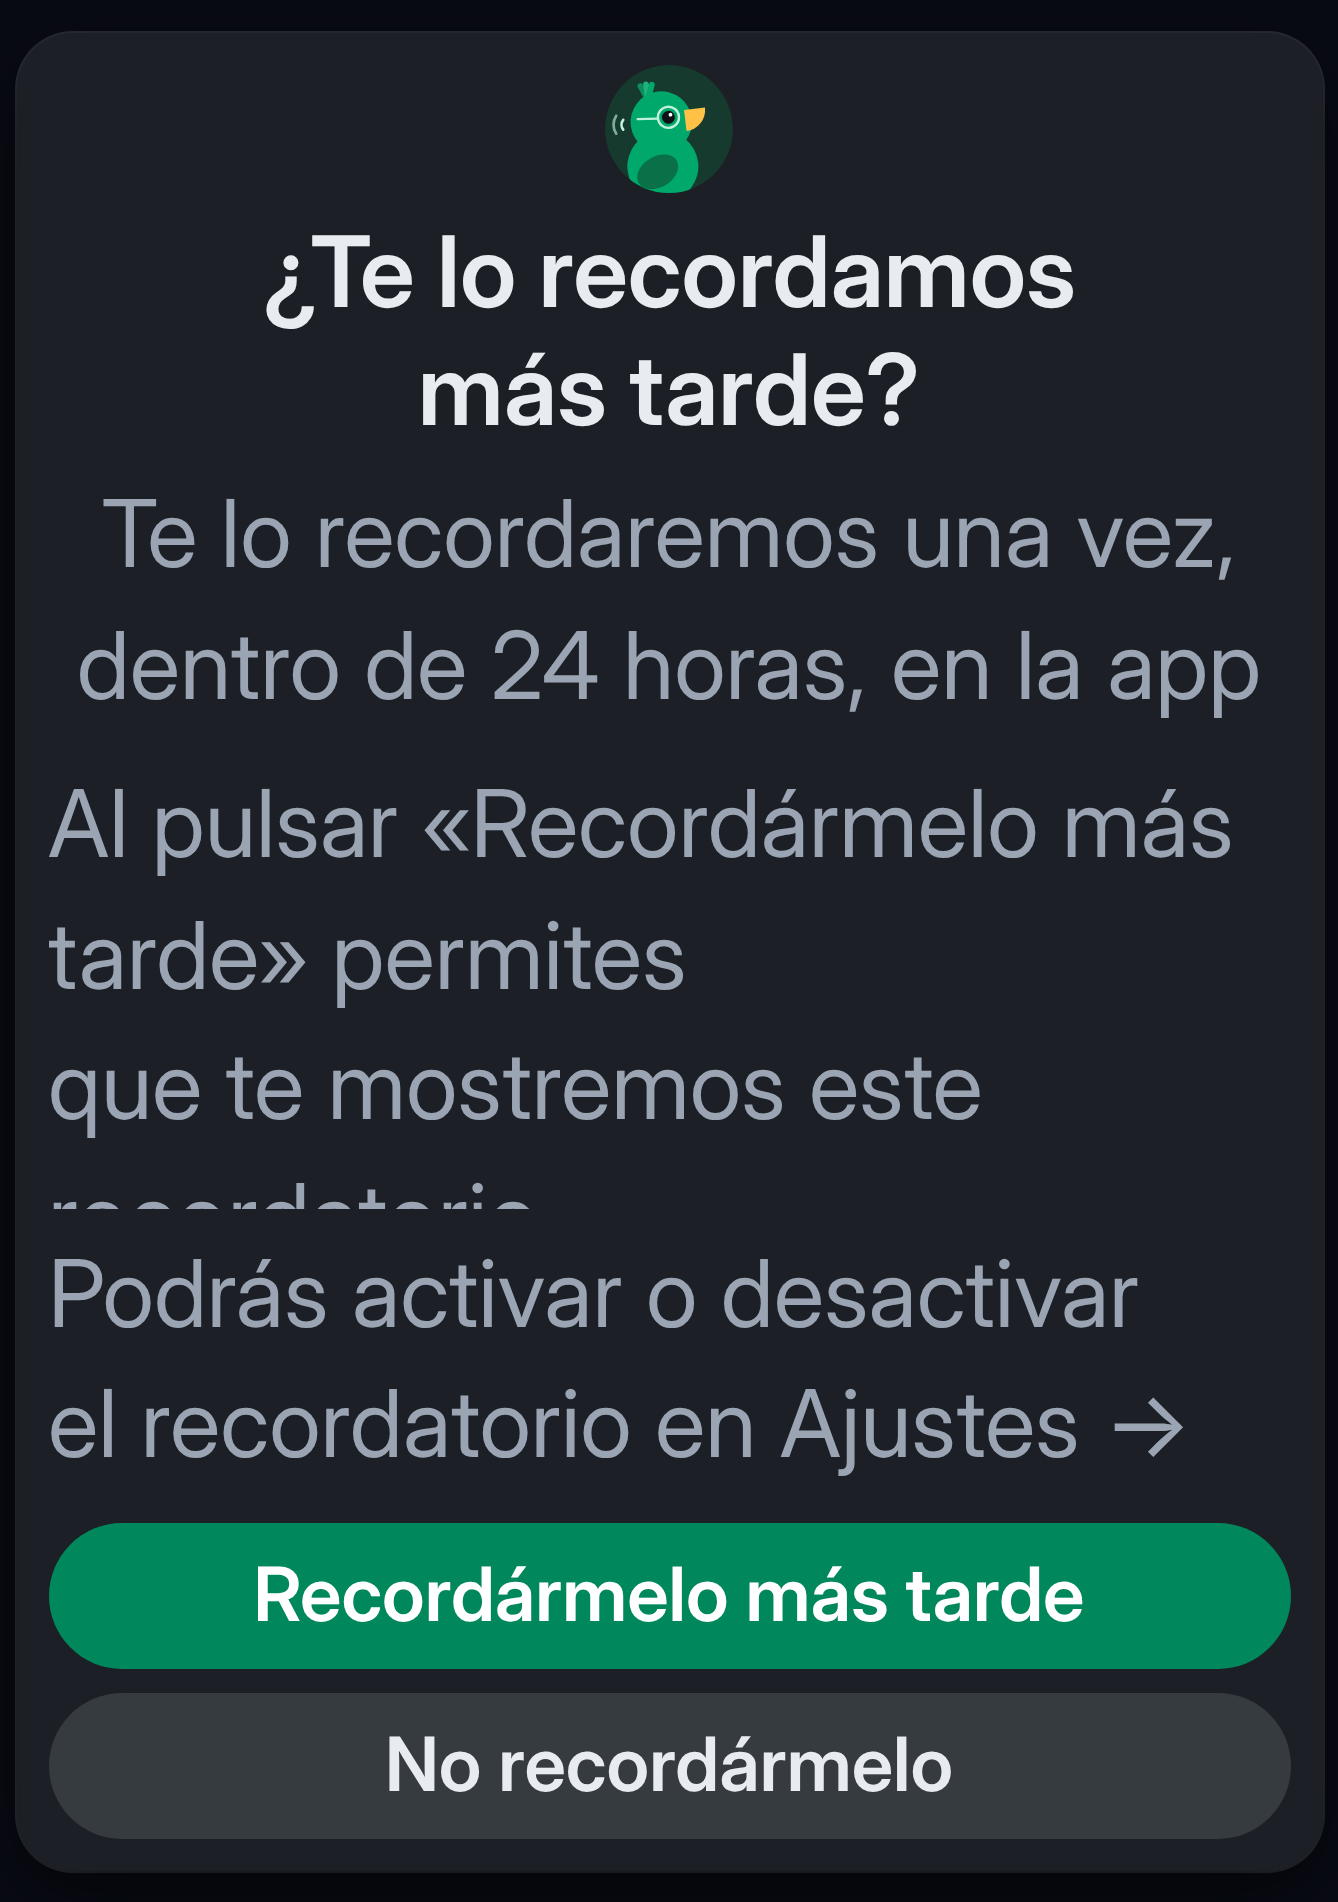 ¿Te lo recordamos
más tarde?
Te lo recordaremos una vez,
dentro de 24 horas, en la app
Al pulsar «Recordármelo más
tarde» permites
que te mostremos este
Podrás activar o desactivar
el recordatorio en Ajustes →
Recordármelo más tarde
No recordármelo